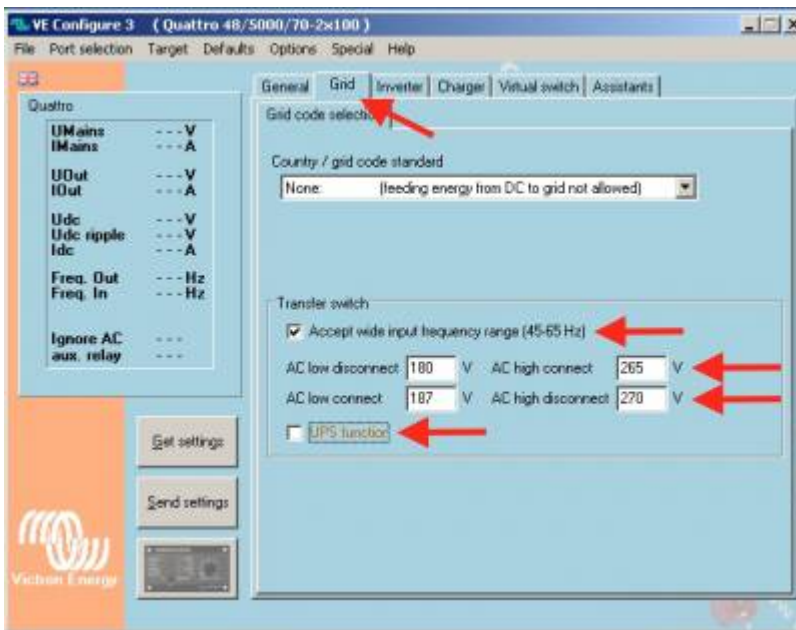 VE Configure 3 ( Quattro 48/5000/70-2x100 )
File Port selection Target Defaults Options Special Help
General Grid Inverter Charger Virtual switch Assistants
Quattro
Grid code selection
UMains - - - V
IMains - - - A
UOut - - - V
IOut - - - A
Udc - - - V
Udc ripple - - - V
Idc - - - A
Freq. Out - - - Hz
Freq. In - - - Hz
Ignore AC - - -
aux. relay - - -
Country / grid code standard
None: (feeding energy from DC to grid not allowed)
Transfer switch
Accept wide input frequency range (45-65 Hz)
AC low disconnect 180 V AC high connect 265 V
AC low connect 187 V AC high disconnect 270 V
UPS function
Get settings
Send settings
Victron Energy